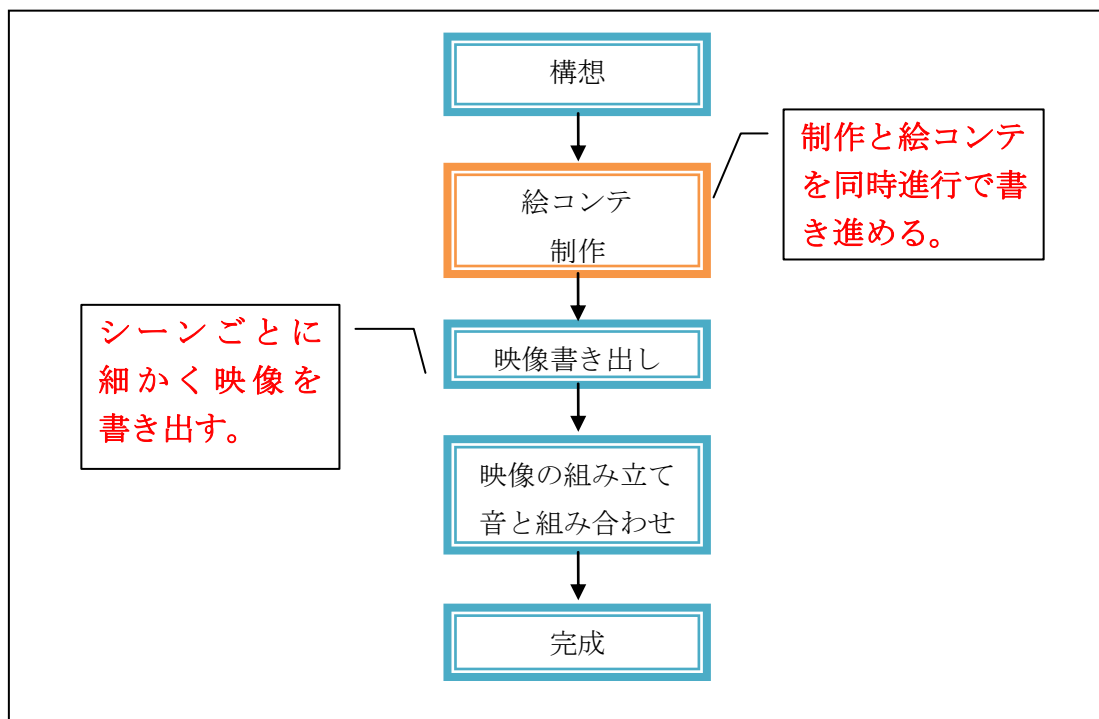 構想
制作と絵コンテ
を同時進行で書
き進める。
絵コンテ
制作
シーンごとに
細かく映像を
書き出す。
映像書き出し
映像の組み立て
音と組み合わせ
完成